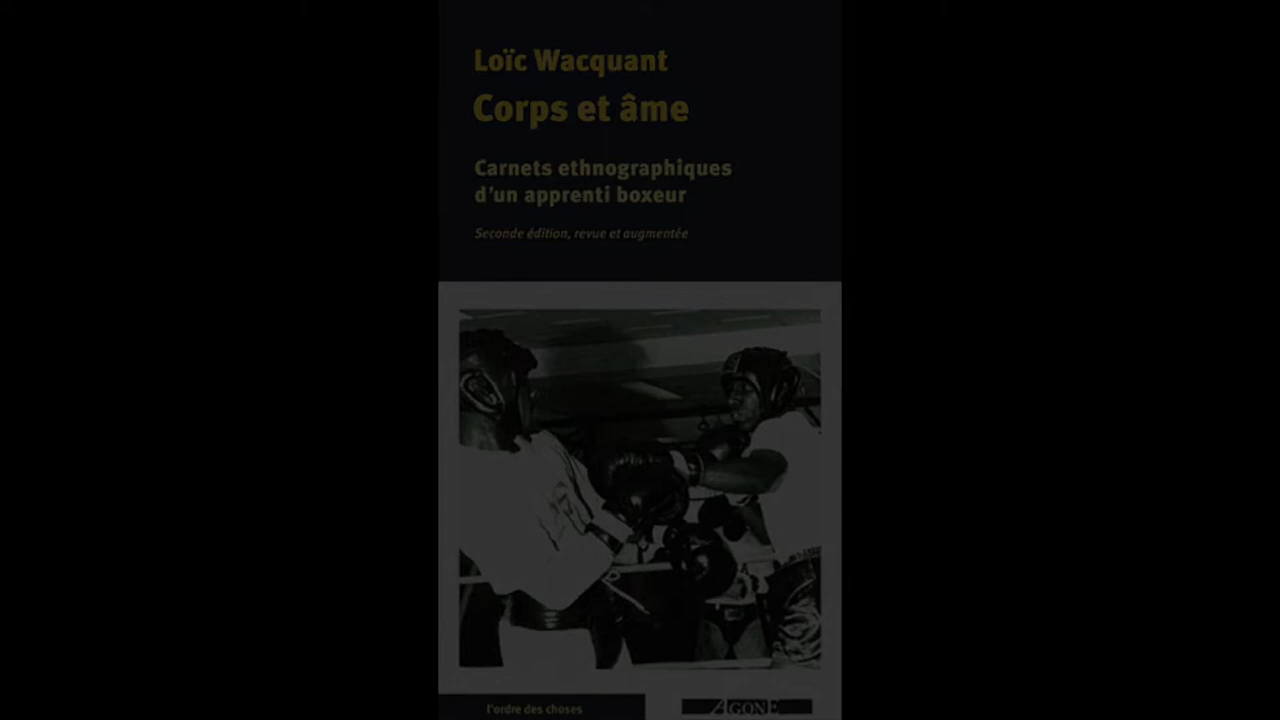 Loïc Wacquant
Corps et âme
Carnets ethnographiques
d'un apprenti boxeur
Seconde édition, revue et augmentée
l'ordre des choses
AGONE